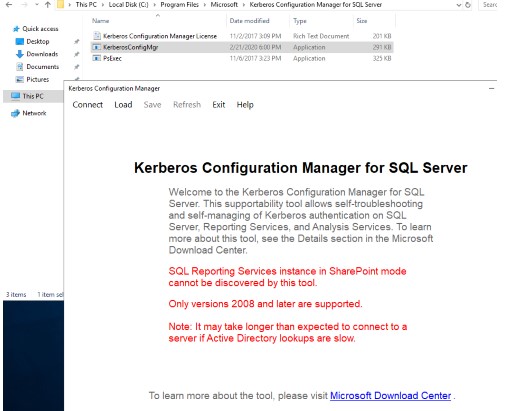 This PC > Local Disk (C:) > Program Files > Microsoft > Kerberos Configuration Manager for SQL Server
Name Date modified Type Size
Quick access
Desktop
Downloads
Documents
Pictures
This PC
Network
Kerberos Configuration Manager License 11/2/2017 3:09 PM Rich Text Document 201 KB
KerberosConfigMgr 2/21/2020 6:00 PM Application 291 KB
PsExec 11/6/2017 3:23 PM Application 325 KB
Kerberos Configuration Manager
Connect Load Save Refresh Exit Help
Kerberos Configuration Manager for SQL Server
Welcome to the Kerberos Configuration Manager for SQL
Server. This supportability tool allows self-troubleshooting
and self-managing of Kerberos authentication on SQL
Server, Reporting Services, and Analysis Services. To learn
more about this tool, see the Details section in the Microsoft
Download Center.
SQL Reporting Services instance in SharePoint mode
cannot be discovered by this tool.
Only versions 2008 and later are supported.
Note: It may take longer than expected to connect to a
server if Active Directory lookups are slow.
3 items 1 item sel
To learn more about the tool, please visit Microsoft Download Center .